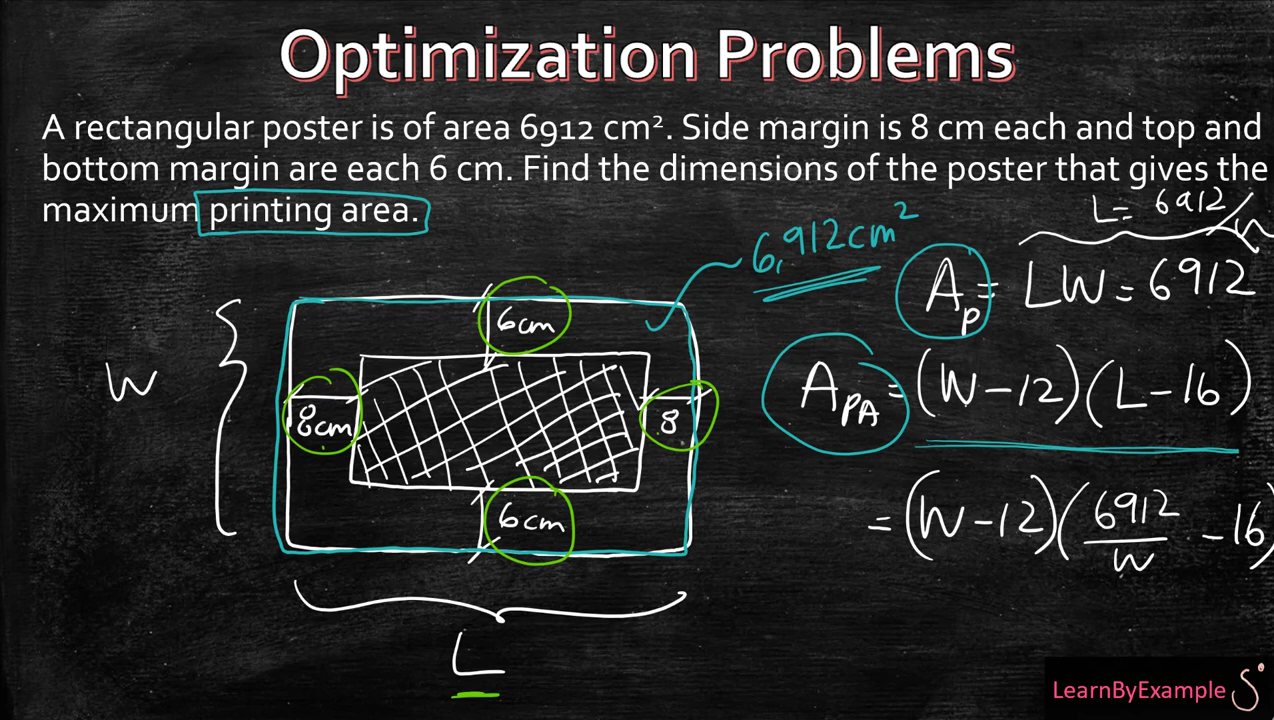 Optimization Problems
A rectangular poster is of area 6912 cm². Side margin is 8 cm each and top and
bottom margin are each 6 cm. Find the dimensions of the poster that gives the
maximum printing area.
L = 6912/W
6,912cm²
A_P = LW = 6912
6cm
W
A_PA = (W-12)(L-16)
8cm
8
6cm
= (W-12)(6912/W - 16)
L
LearnByExample